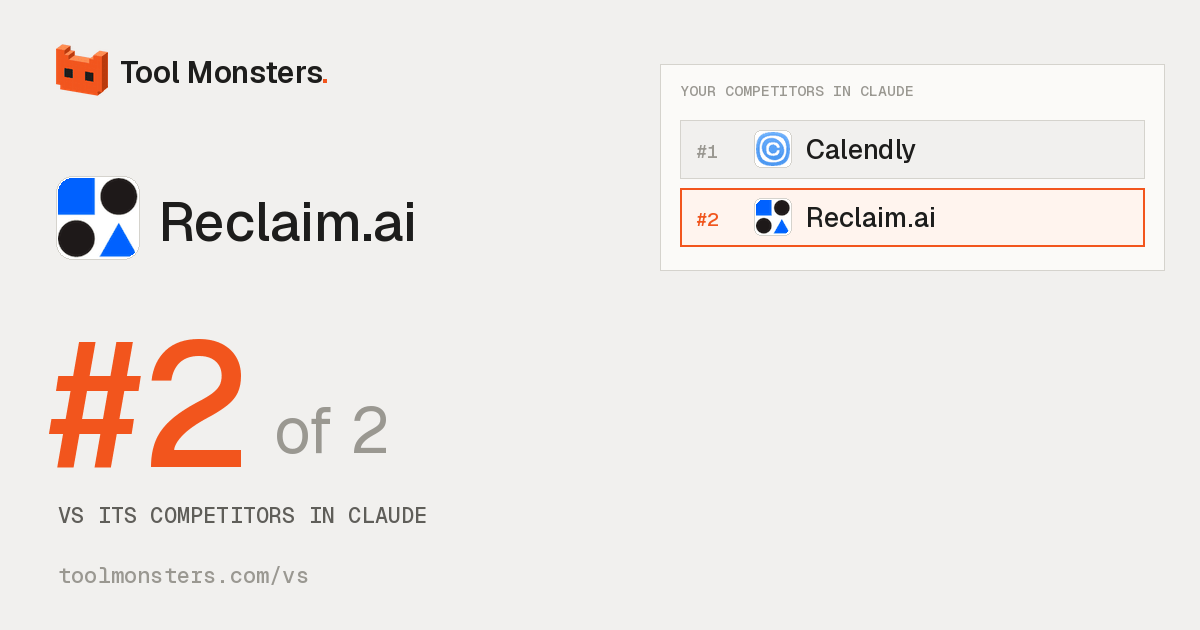 Tool Monsters.
Reclaim.ai
#2 of 2
VS ITS COMPETITORS IN CLAUDE
toolmonsters.com/vs
YOUR COMPETITORS IN CLAUDE
#1 Calendly
#2 Reclaim.ai